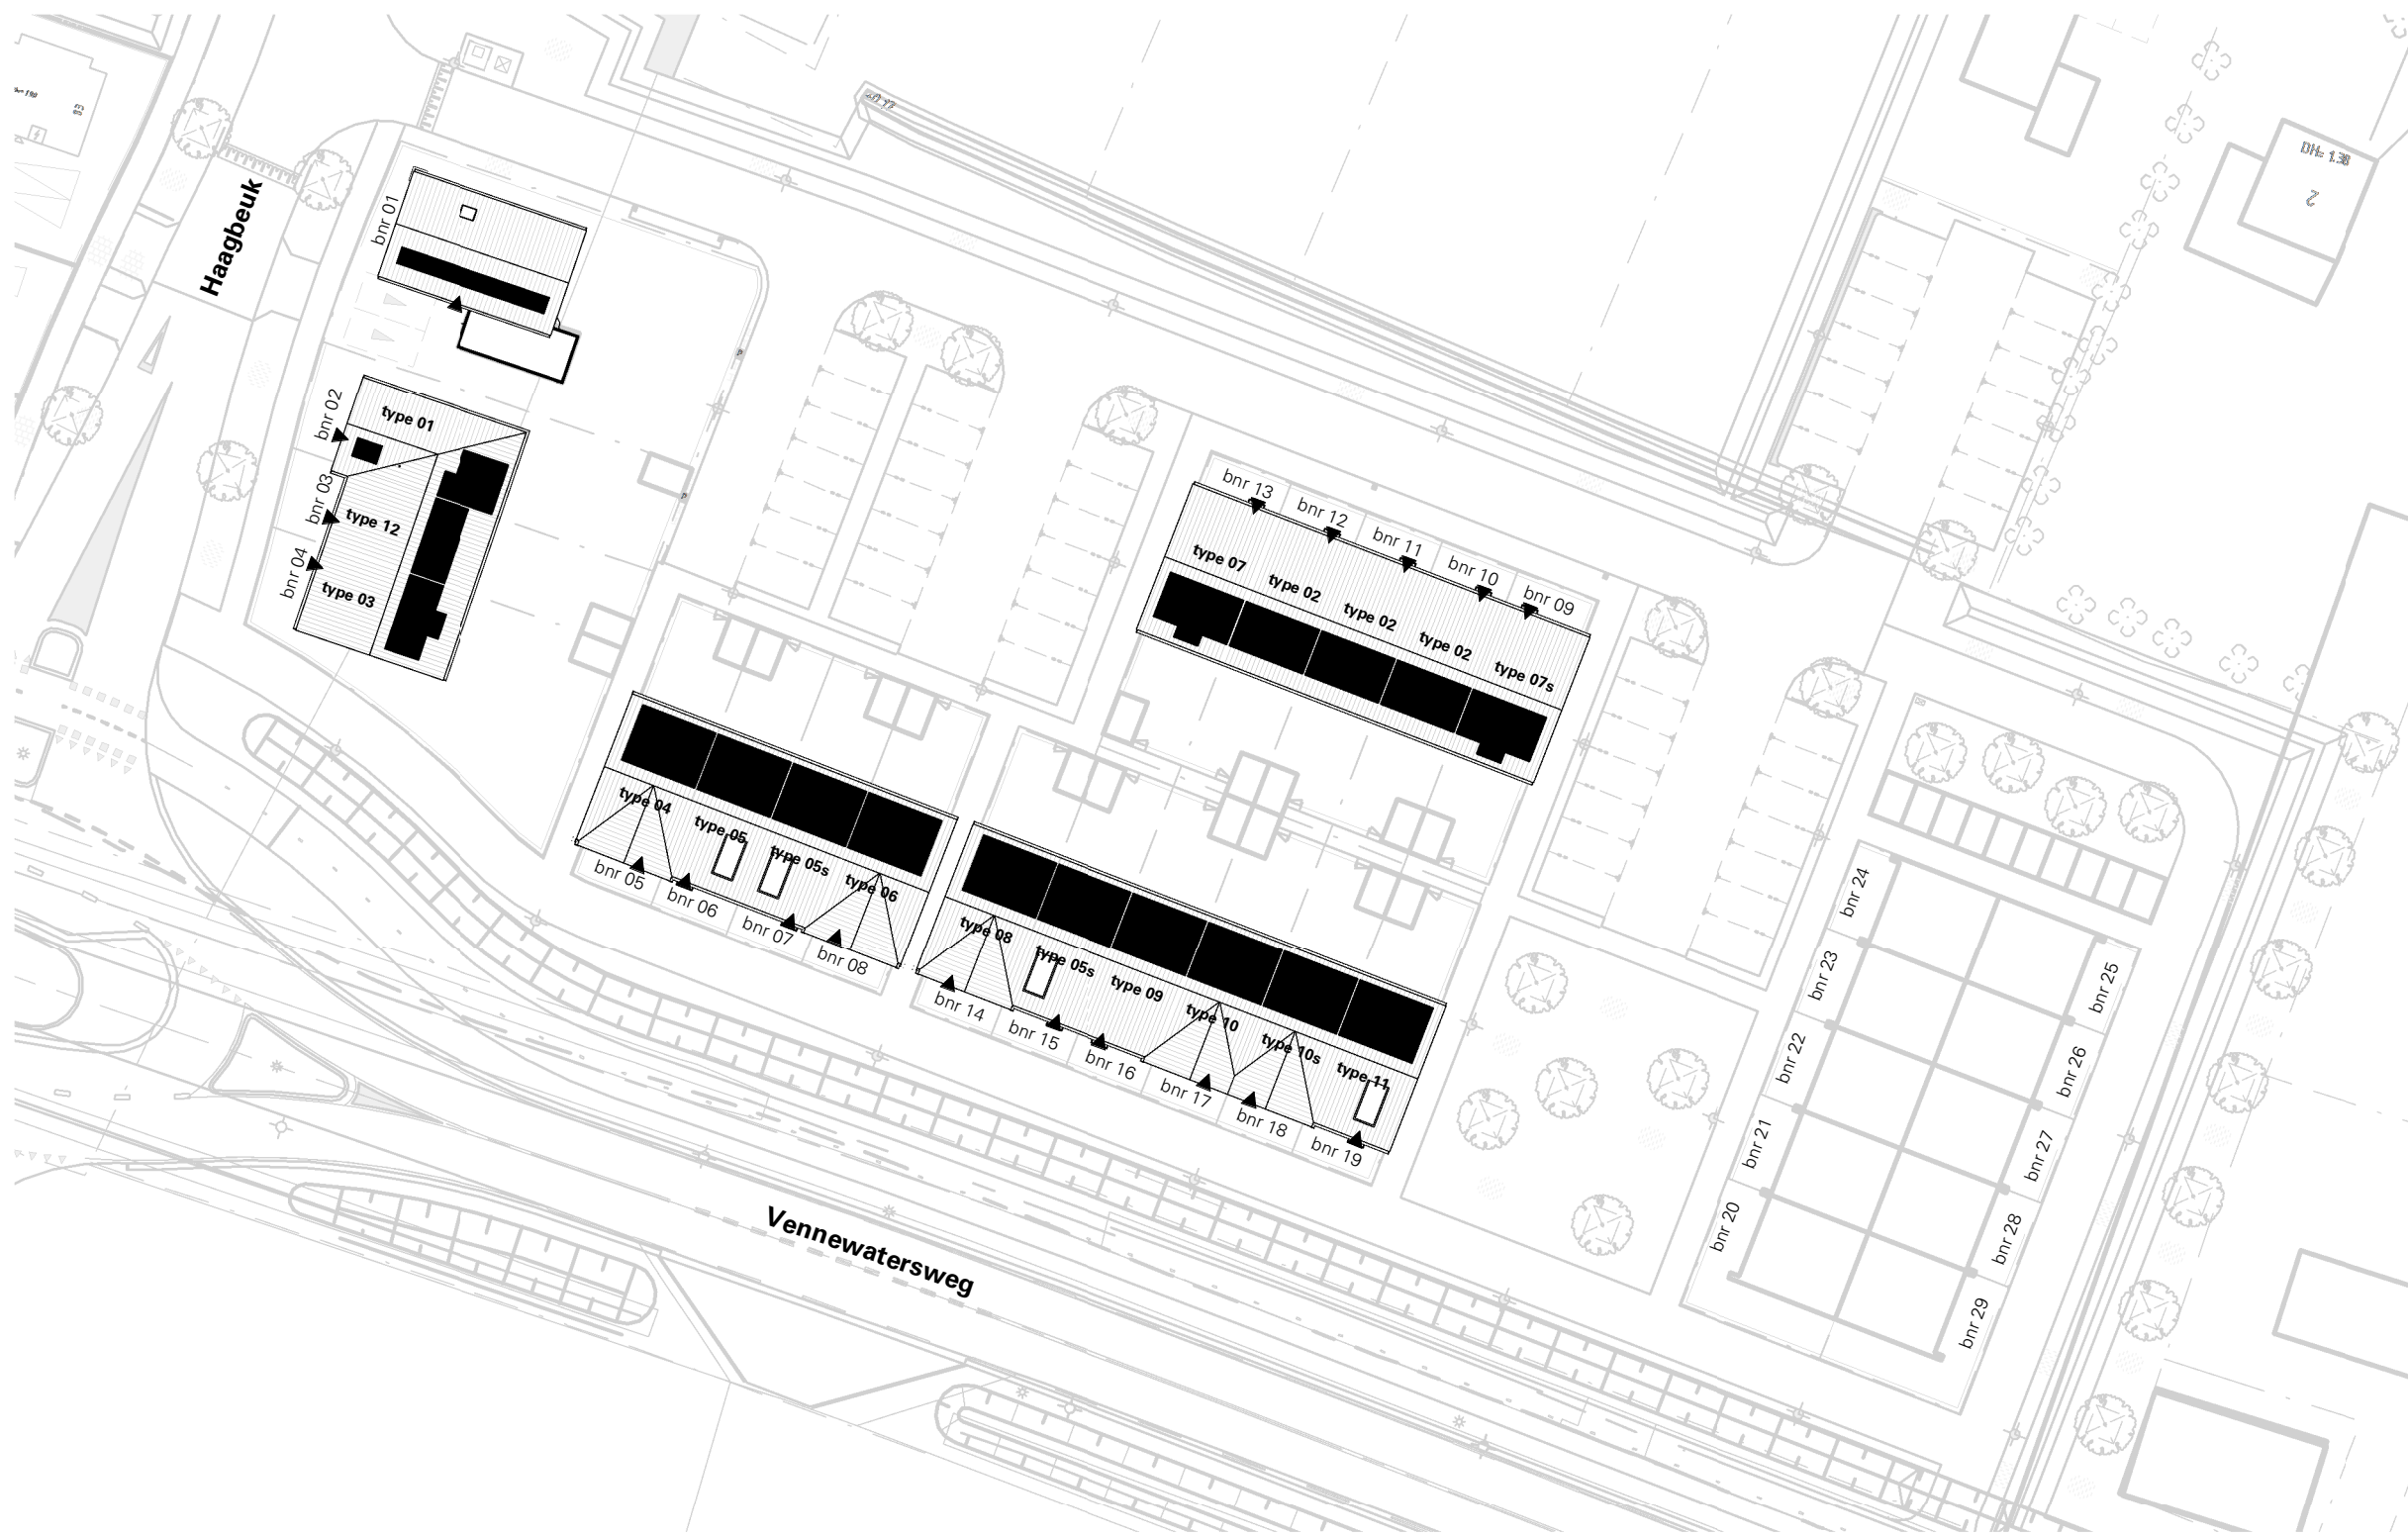 DH= 1.38
2
Haagbeuk
bnr 01
bnr 02
type 01
bnr 03
type 12
bnr 04
type 03
bnr 13
bnr 12
bnr 11
bnr 10
bnr 09
type 07
type 02
type 02
type 02
type 07s
type 04
type 05
type 05s
type 06
bnr 05
bnr 06
bnr 07
bnr 08
type 08
type 05s
type 09
type 10
type 10s
type 11
bnr 14
bnr 15
bnr 16
bnr 17
bnr 18
bnr 19
bnr 24
bnr 23
bnr 22
bnr 21
bnr 20
bnr 25
bnr 26
bnr 27
bnr 28
bnr 29
Vennewatersweg